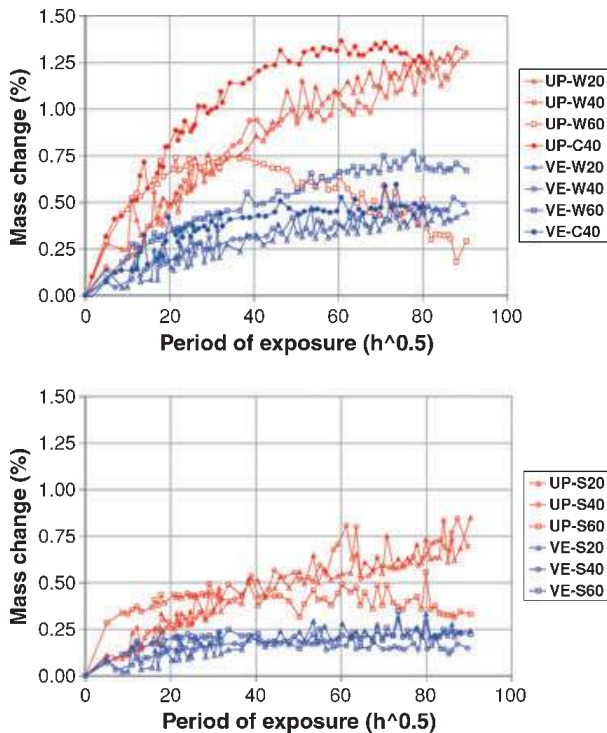 1.50
1.25
1.00
0.75
0.50
0.25
0.00
Mass change (%)
0 20 40 60 80 100
Period of exposure (h^0.5)
UP-W20
UP-W40
UP-W60
UP-C40
VE-W20
VE-W40
VE-W60
VE-C40
1.50
1.25
1.00
0.75
0.50
0.25
0.00
Mass change (%)
0 20 40 60 80 100
Period of exposure (h^0.5)
UP-S20
UP-S40
UP-S60
VE-S20
VE-S40
VE-S60